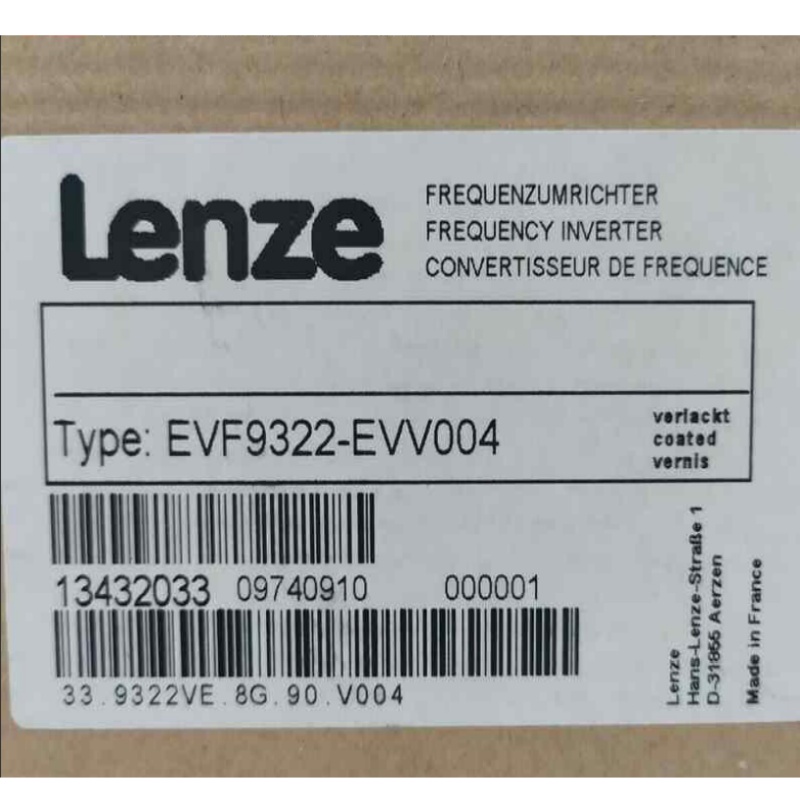 Lenze
FREQUENZUMRICHTER
FREQUENCY INVERTER
CONVERTISSEUR DE FREQUENCE
Type: EVF9322-EVV004
verlackt
coated
vernis
13432033 09740910 000001
33.9322VE.8G.90.V004
Lenze
Hans-Lenze-Straße 1
D-31855 Aerzen
Made in France